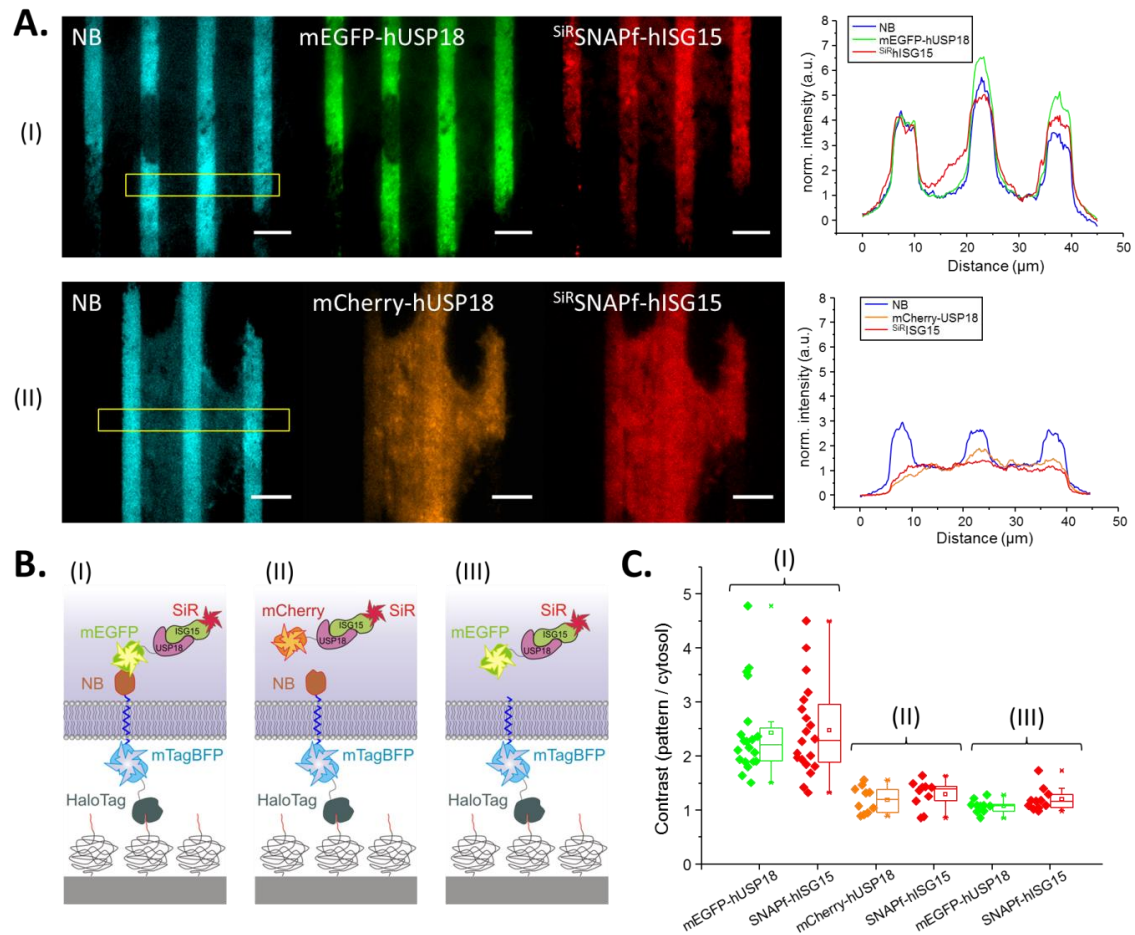 A.
NB mEGFP-hUSP18 SiRSNAPf-hISG15
(I)
NB
mEGFP-hUSP18
SiRhISG15
norm. intensity (a.u.)
8
7
6
5
4
3
2
1
0
0 10 20 30 40 50
Distance (µm)
NB mCherry-hUSP18 SiRSNAPf-hISG15
(II)
NB
mCherry-USP18
SiRISG15
norm. intensity (a.u.)
8
7
6
5
4
3
2
1
0
0 10 20 30 40 50
Distance (µm)
B.
(I) (II) (III)
SiR
mEGFP
ISG15
USP18
NB
mTagBFP
HaloTag
mCherry
SiR
ISG15
USP18
NB
mTagBFP
HaloTag
SiR
mEGFP
ISG15
USP18
mTagBFP
HaloTag
C.
(I)
(II)
(III)
Contrast (pattern / cytosol)
5
4
3
2
1
0
mEGFP-hUSP18
SNAPf-hISG15
mCherry-hUSP18
SNAPf-hISG15
mEGFP-hUSP18
SNAPf-hISG15